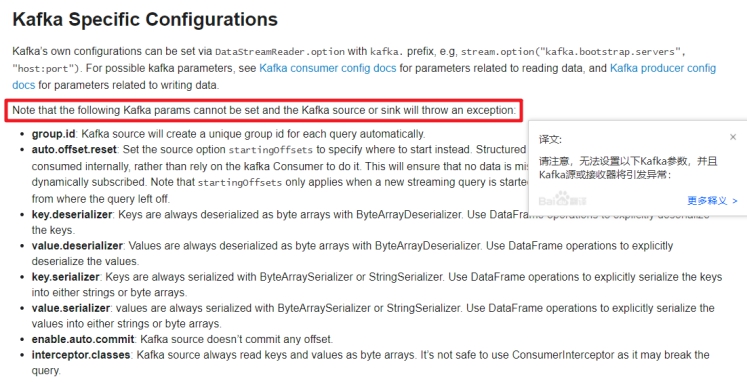 Kafka Specific Configurations
Kafka's own configurations can be set via DataStreamReader.option with kafka. prefix, e.g, stream.option("kafka.bootstrap.servers",
"host:port"). For possible kafka parameters, see Kafka consumer config docs for parameters related to reading data, and Kafka producer config
docs for parameters related to writing data.
Note that the following Kafka params cannot be set and the Kafka source or sink will throw an exception:
• group.id: Kafka source will create a unique group id for each query automatically.
• auto.offset.reset: Set the source option startingOffsets to specify where to start instead. Structured
consumed internally, rather than rely on the kafka Consumer to do it. This will ensure that no data is mis
dynamically subscribed. Note that startingOffsets only applies when a new streaming query is starte
from where the query left off.
• key.deserializer: Keys are always deserialized as byte arrays with ByteArrayDeserializer. Use DataFrame operations to explicitly deserialize
the keys.
• value.deserializer: Values are always deserialized as byte arrays with ByteArrayDeserializer. Use DataFrame operations to explicitly
deserialize the values.
• key.serializer: Keys are always serialized with ByteArraySerializer or StringSerializer. Use DataFrame operations to explicitly serialize the keys
into either strings or byte arrays.
• value.serializer: values are always serialized with ByteArraySerializer or StringSerializer. Use DataFrame operations to explicitly serialize the
values into either strings or byte arrays.
• enable.auto.commit: Kafka source doesn't commit any offset.
• interceptor.classes: Kafka source always read keys and values as byte arrays. It's not safe to use ConsumerInterceptor as it may break the
query.
译文:
×
请注意，无法设置以下Kafka参数，并且
Kafka源或接收器将引发异常：
Bai 翻译
更多释义 >